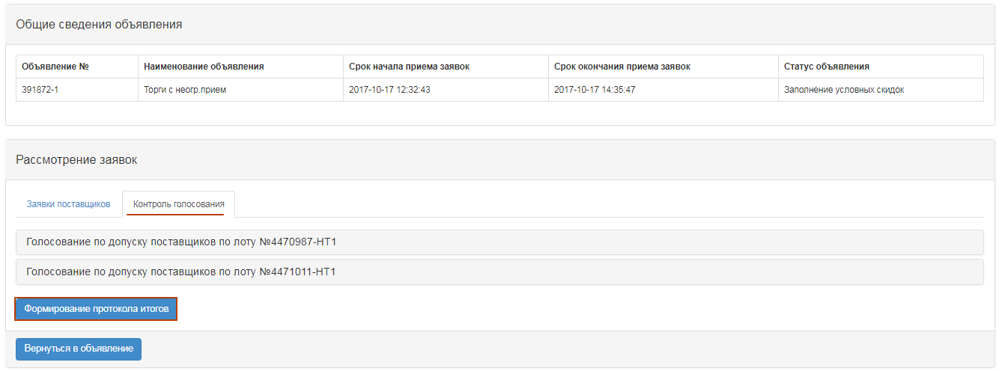 Общие сведения объявления
Объявление № Наименование объявления Срок начала приема заявок Срок окончания приема заявок Статус объявления
391872-1 Торги с неогр.прием 2017-10-17 12:32:43 2017-10-17 14:35:47 Заполнение условных скидок
Рассмотрение заявок
Заявки поставщиков Контроль голосования
Голосование по допуску поставщиков по лоту №4470987-НТ1
Голосование по допуску поставщиков по лоту №4471011-НТ1
Формирование протокола итогов
Вернуться в объявление